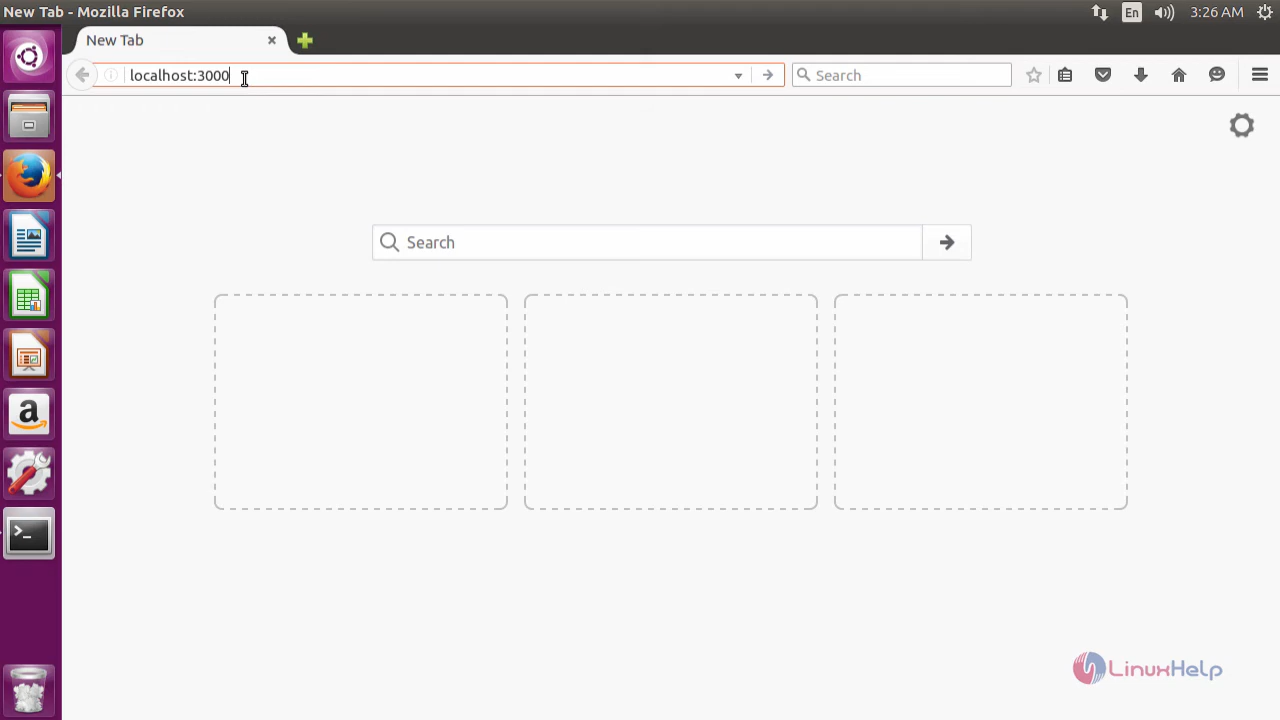 New Tab - Mozilla Firefox
En
3:26 AM
New Tab
localhost:3000
Search
Search
a
>_
LinuxHelp